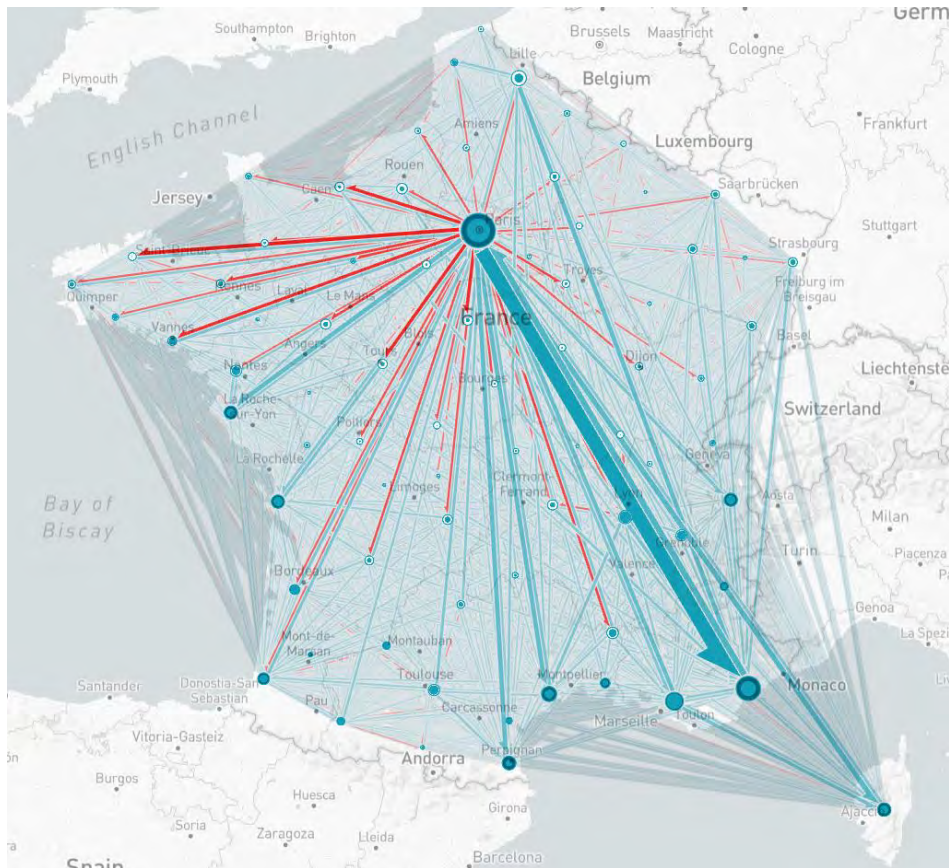 Southampton
Brighton
Brussels
Maastricht
Cologne
Germ
Plymouth
Lille
Belgium
Frankfurt
English Channel
Amiens
Luxembourg
Rouen
Saarbrücken
Jersey
Caen
Paris
Stuttgart
Saint-Brieuc
Strasbourg
Troyes
Freiburg im
Breisgau
Quimper
Rennes
Laval
Le Mans
France
Vannes
Angers
Tours
Blois
Dijon
Basel
Nantes
Bourges
Liechtenste
La Roche-
sur-Yon
Switzerland
Poitiers
La Rochelle
Geneva
Limoges
Clermont-
Ferrand
Lyon
Aosta
Bay of
Biscay
Milan
Grenoble
Turin
Piacenza
Bordeaux
Valence
Genoa
La Spezi
Mont-de-
Marsan
Montauban
Donostia-San
Sebastian
Toulouse
Montpellier
Monaco
Santander
Pau
Carcassonne
Marseille
Toulon
Vitoria-Gasteiz
Andorra
Perpignan
Burgos
Huesca
Girona
Ajacci
Soria
Zaragoza
Lleida
Barcelona
Spain